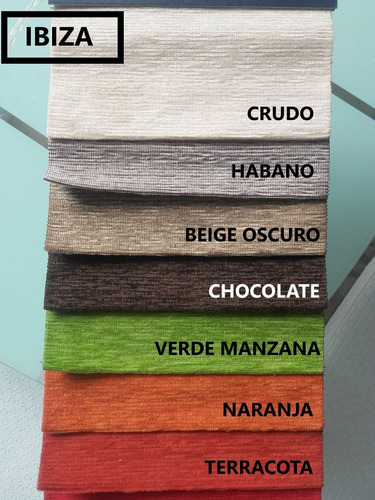 IBIZA
CRUDO
HABANO
BEIGE OSCURO
CHOCOLATE
VERDE MANZANA
NARANJA
TERRACOTA